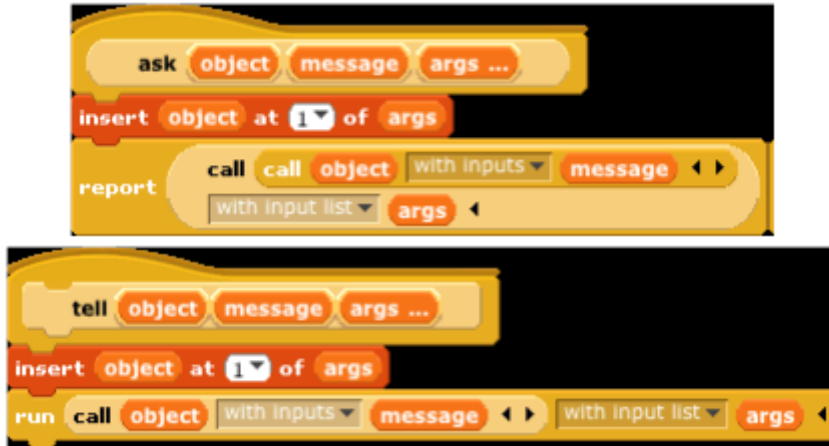 ask object message args ...
insert object at 1 of args
report call call object with inputs message
with input list args
tell object message args ...
insert object at 1 of args
run call object with inputs message with input list args